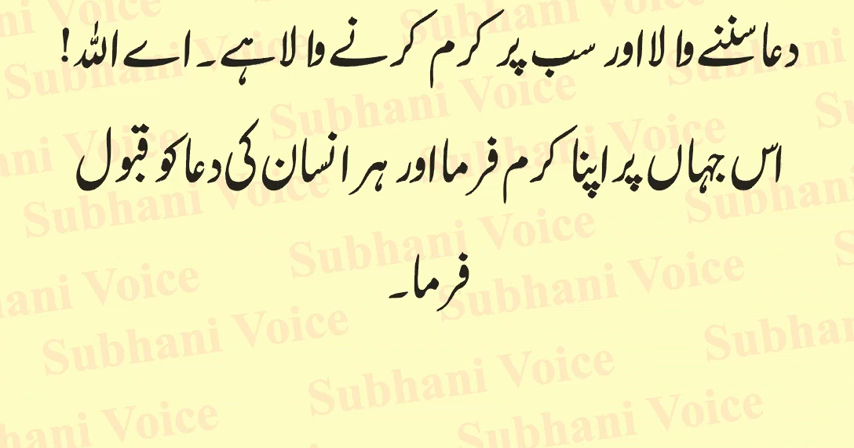 دعا سننے والا اور سب پر کرم کرنے والا ہے۔ اے اللہ!
اس جہاں پر اپنا کرم فرما اور ہر انسان کی دعا کو قبول
فرما۔
Subhani Voice